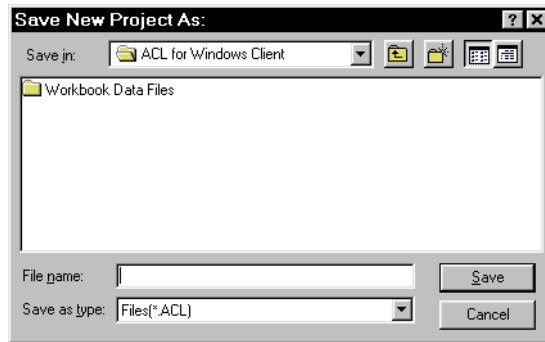 Save New Project As:
Save in: ACL for Windows Client
Workbook Data Files
File name: Save
Save as type: Files(*.ACL) Cancel